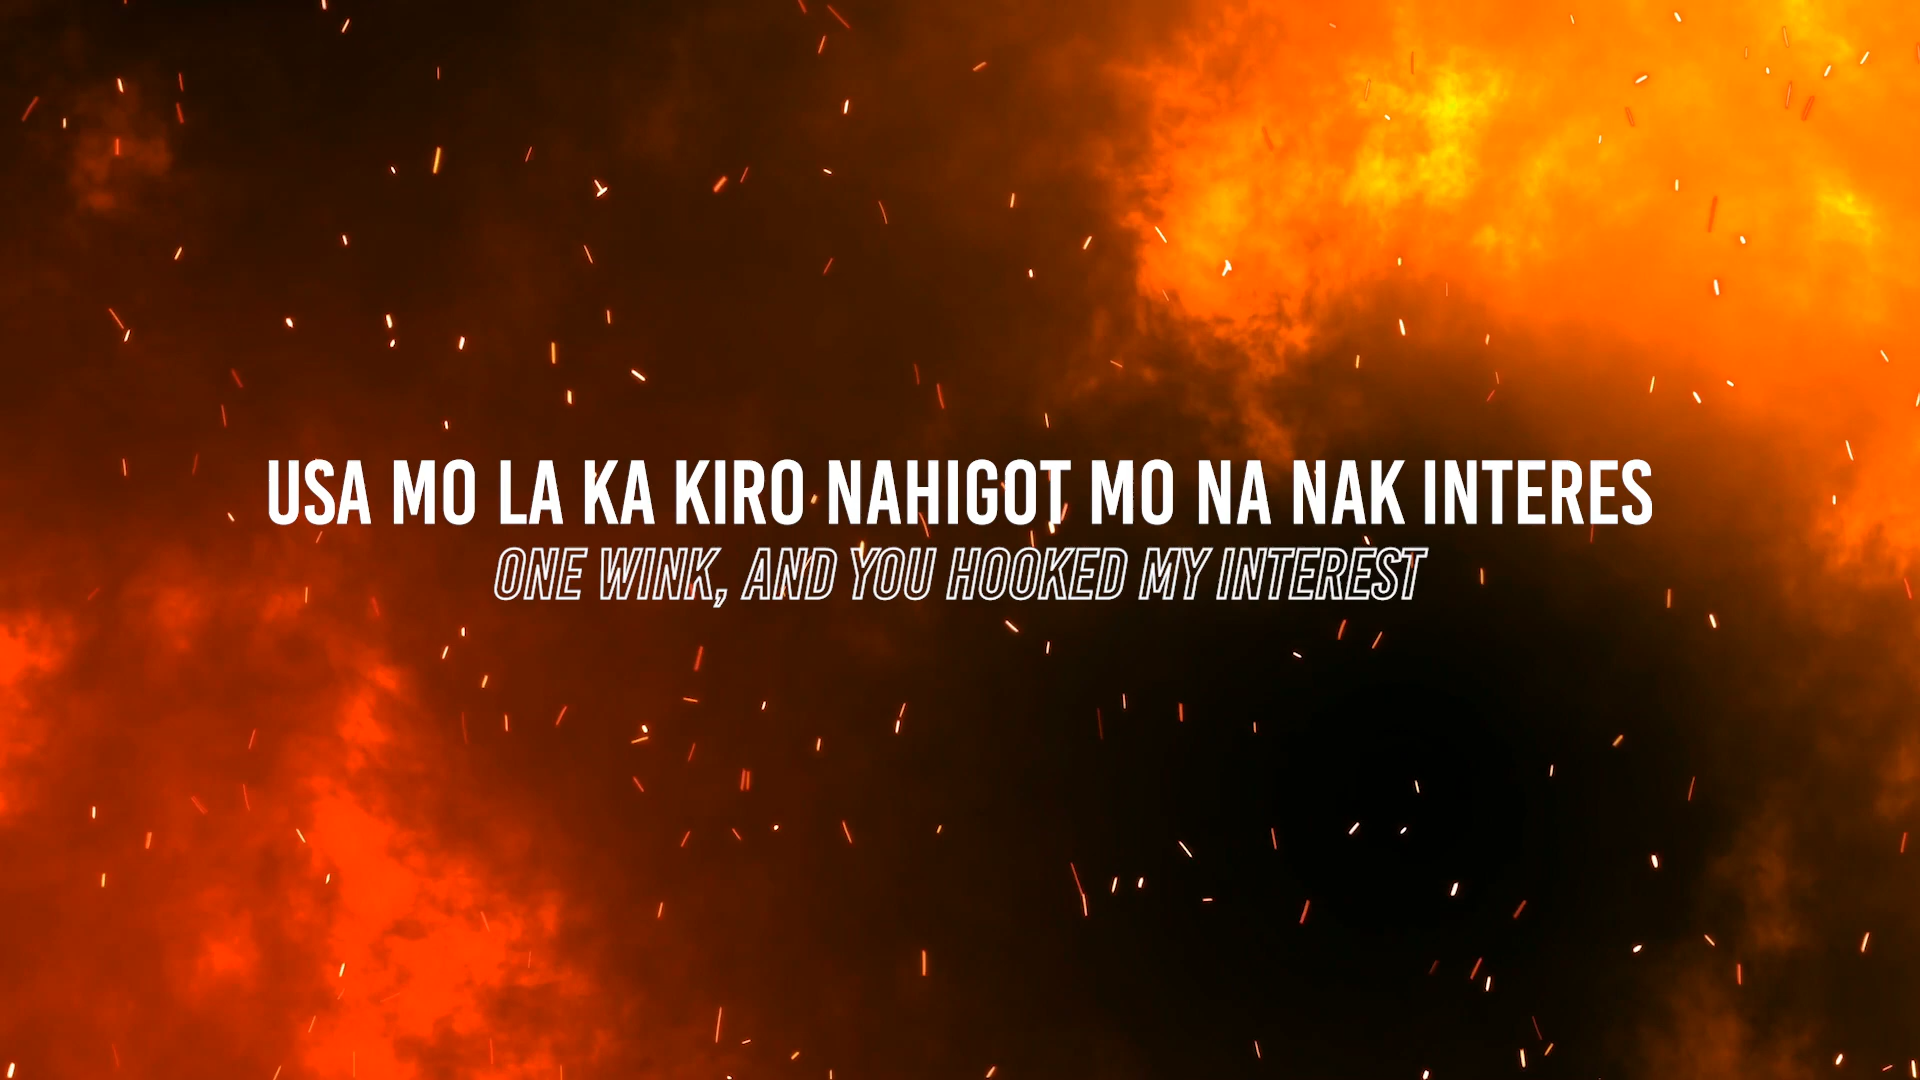 USA MO LA KA KIRO NAHIGOT MO NA NAK INTERES
ONE WINK, AND YOU HOOKED MY INTEREST